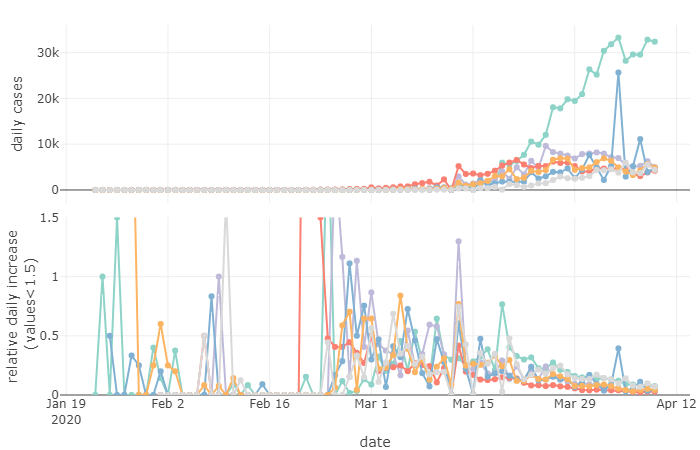 30k
20k
10k
0
daily cases
1.5
1
0.5
0
relative daily increase
(values<1.5)
Jan 19
2020
Feb 2
Feb 16
Mar 1
Mar 15
Mar 29
Apr 12
date